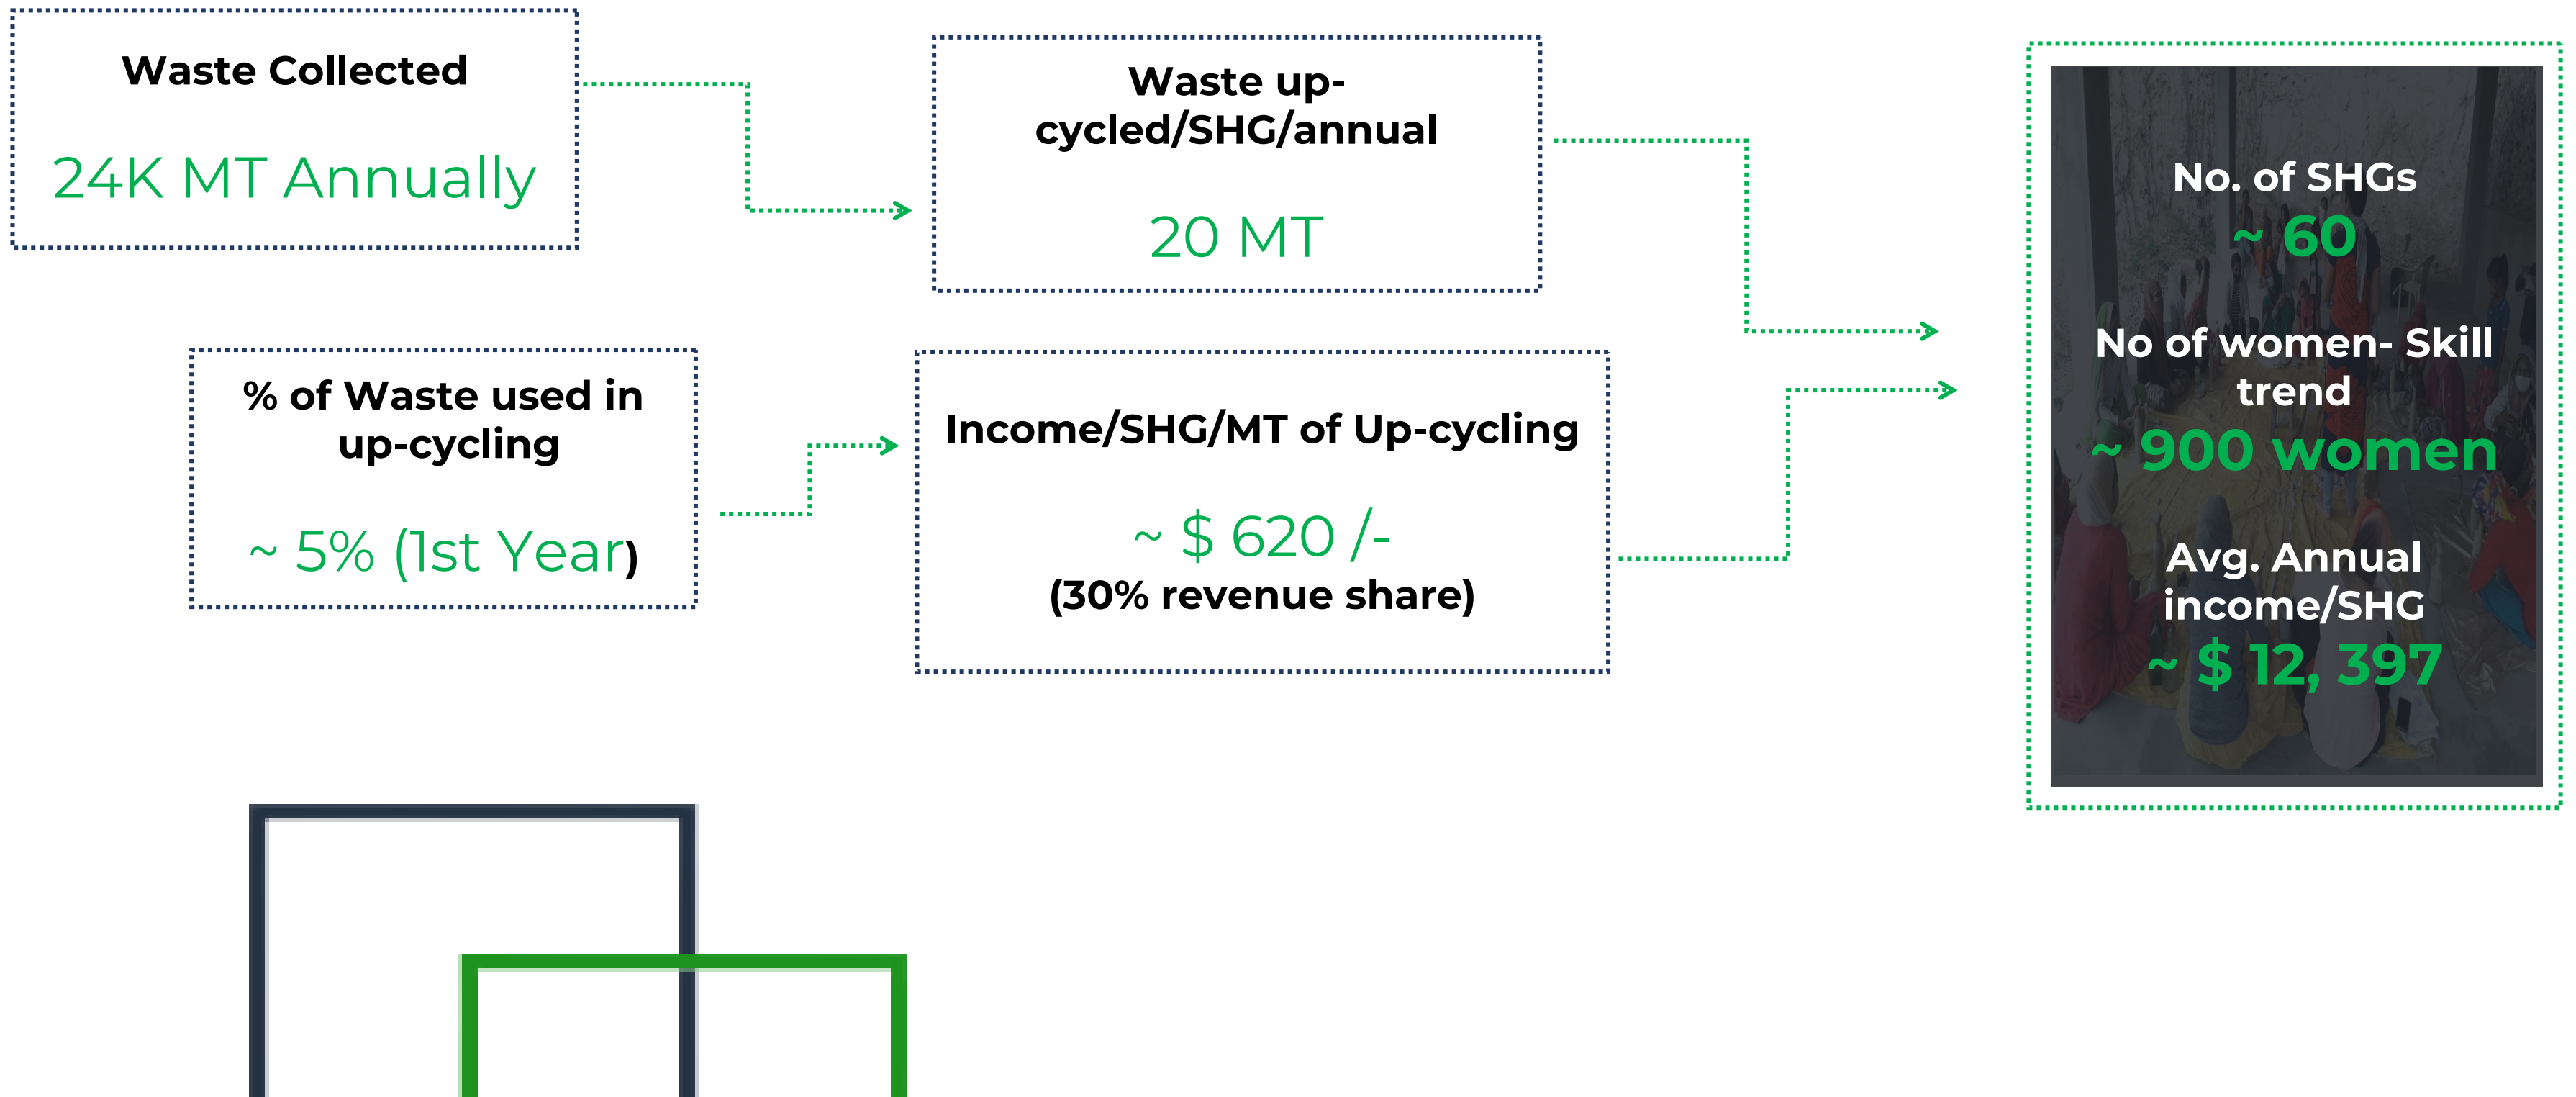 Waste Collected
24K MT Annually
Waste up-
cycled/SHG/annual
20 MT
% of Waste used in
up-cycling
~ 5% (1st Year)
Income/SHG/MT of Up-cycling
~ $ 620 /-
(30% revenue share)
No. of SHGs
~ 60
No of women- Skill
trend
~ 900 women
Avg. Annual
income/SHG
~ $ 12, 397